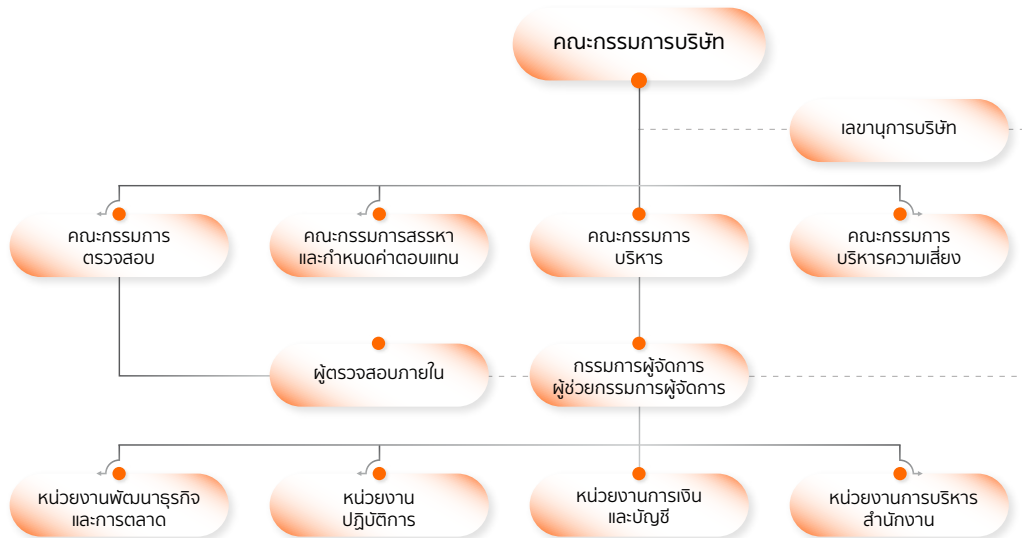 คณะกรรมการบริษัท
เลขานุการบริษัท
คณะกรรมการ
ตรวจสอบ
คณะกรรมการสรรหา
และกำหนดค่าตอบแทน
คณะกรรมการ
บริหาร
คณะกรรมการ
บริหารความเสี่ยง
ผู้ตรวจสอบภายใน
กรรมการผู้จัดการ
ผู้ช่วยกรรมการผู้จัดการ
หน่วยงานพัฒนาธุรกิจ
และการตลาด
หน่วยงาน
ปฏิบัติการ
หน่วยงานการเงิน
และบัญชี
หน่วยงานการบริหาร
สำนักงาน